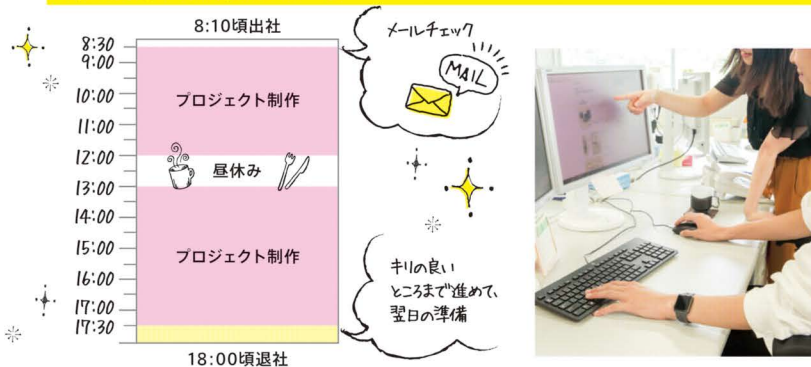 8:10頃出社
8:30
9:00
10:00
プロジェクト制作
11:00
12:00
昼休み
13:00
14:00
15:00
プロジェクト制作
16:00
17:00
17:30
18:00頃退社
メールチェック
MAIL
キリの良い
ところまで進めて、
翌日の準備